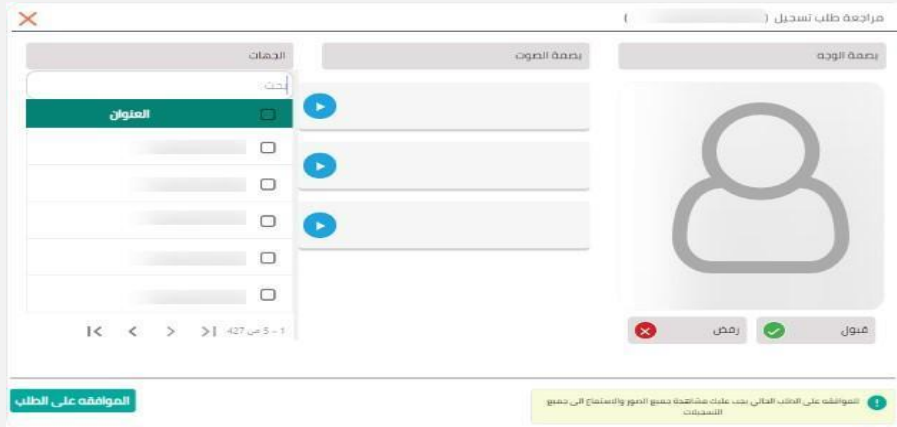 مراجعة طلب تسجيل ( )
بصمة الوجه
بصمة الصوت
الجهات
بحث
العنوان
1 - 5 من 427
قبول
رفض
للموافقه على الطلب الحالي يجب عليك مشاهدة جميع الصور والاستماع الى جميع
التسجيلات
الموافقه على الطلب